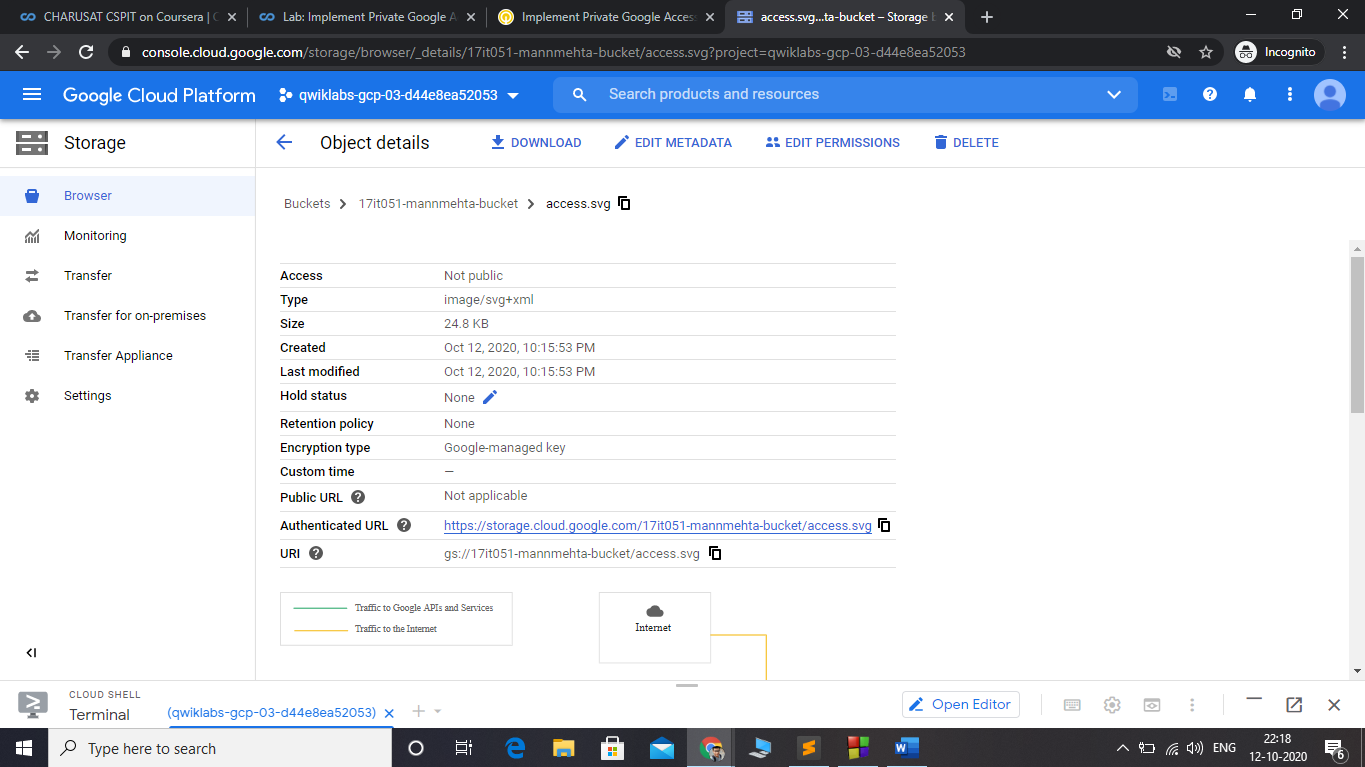 CHARUSAT CSPIT on Coursera | C
Lab: Implement Private Google A
Implement Private Google Acces
access.svg...ta-bucket – Storage b
console.cloud.google.com/storage/browser/_details/17it051-mannmehta-bucket/access.svg?project=qwiklabs-gcp-03-d44e8ea52053
Incognito
Google Cloud Platform
qwiklabs-gcp-03-d44e8ea52053
Search products and resources
Storage
Object details
DOWNLOAD
EDIT METADATA
EDIT PERMISSIONS
DELETE
Browser
Monitoring
Transfer
Transfer for on-premises
Transfer Appliance
Settings
Buckets > 17it051-mannmehta-bucket > access.svg
Access Not public
Type image/svg+xml
Size 24.8 KB
Created Oct 12, 2020, 10:15:53 PM
Last modified Oct 12, 2020, 10:15:53 PM
Hold status None
Retention policy None
Encryption type Google-managed key
Custom time —
Public URL ? Not applicable
Authenticated URL ? https://storage.cloud.google.com/17it051-mannmehta-bucket/access.svg
URI ? gs://17it051-mannmehta-bucket/access.svg
Traffic to Google APIs and Services
Traffic to the Internet
Internet
CLOUD SHELL
Terminal
(qwiklabs-gcp-03-d44e8ea52053)
Open Editor
Type here to search
ENG
22:18
12-10-2020
6